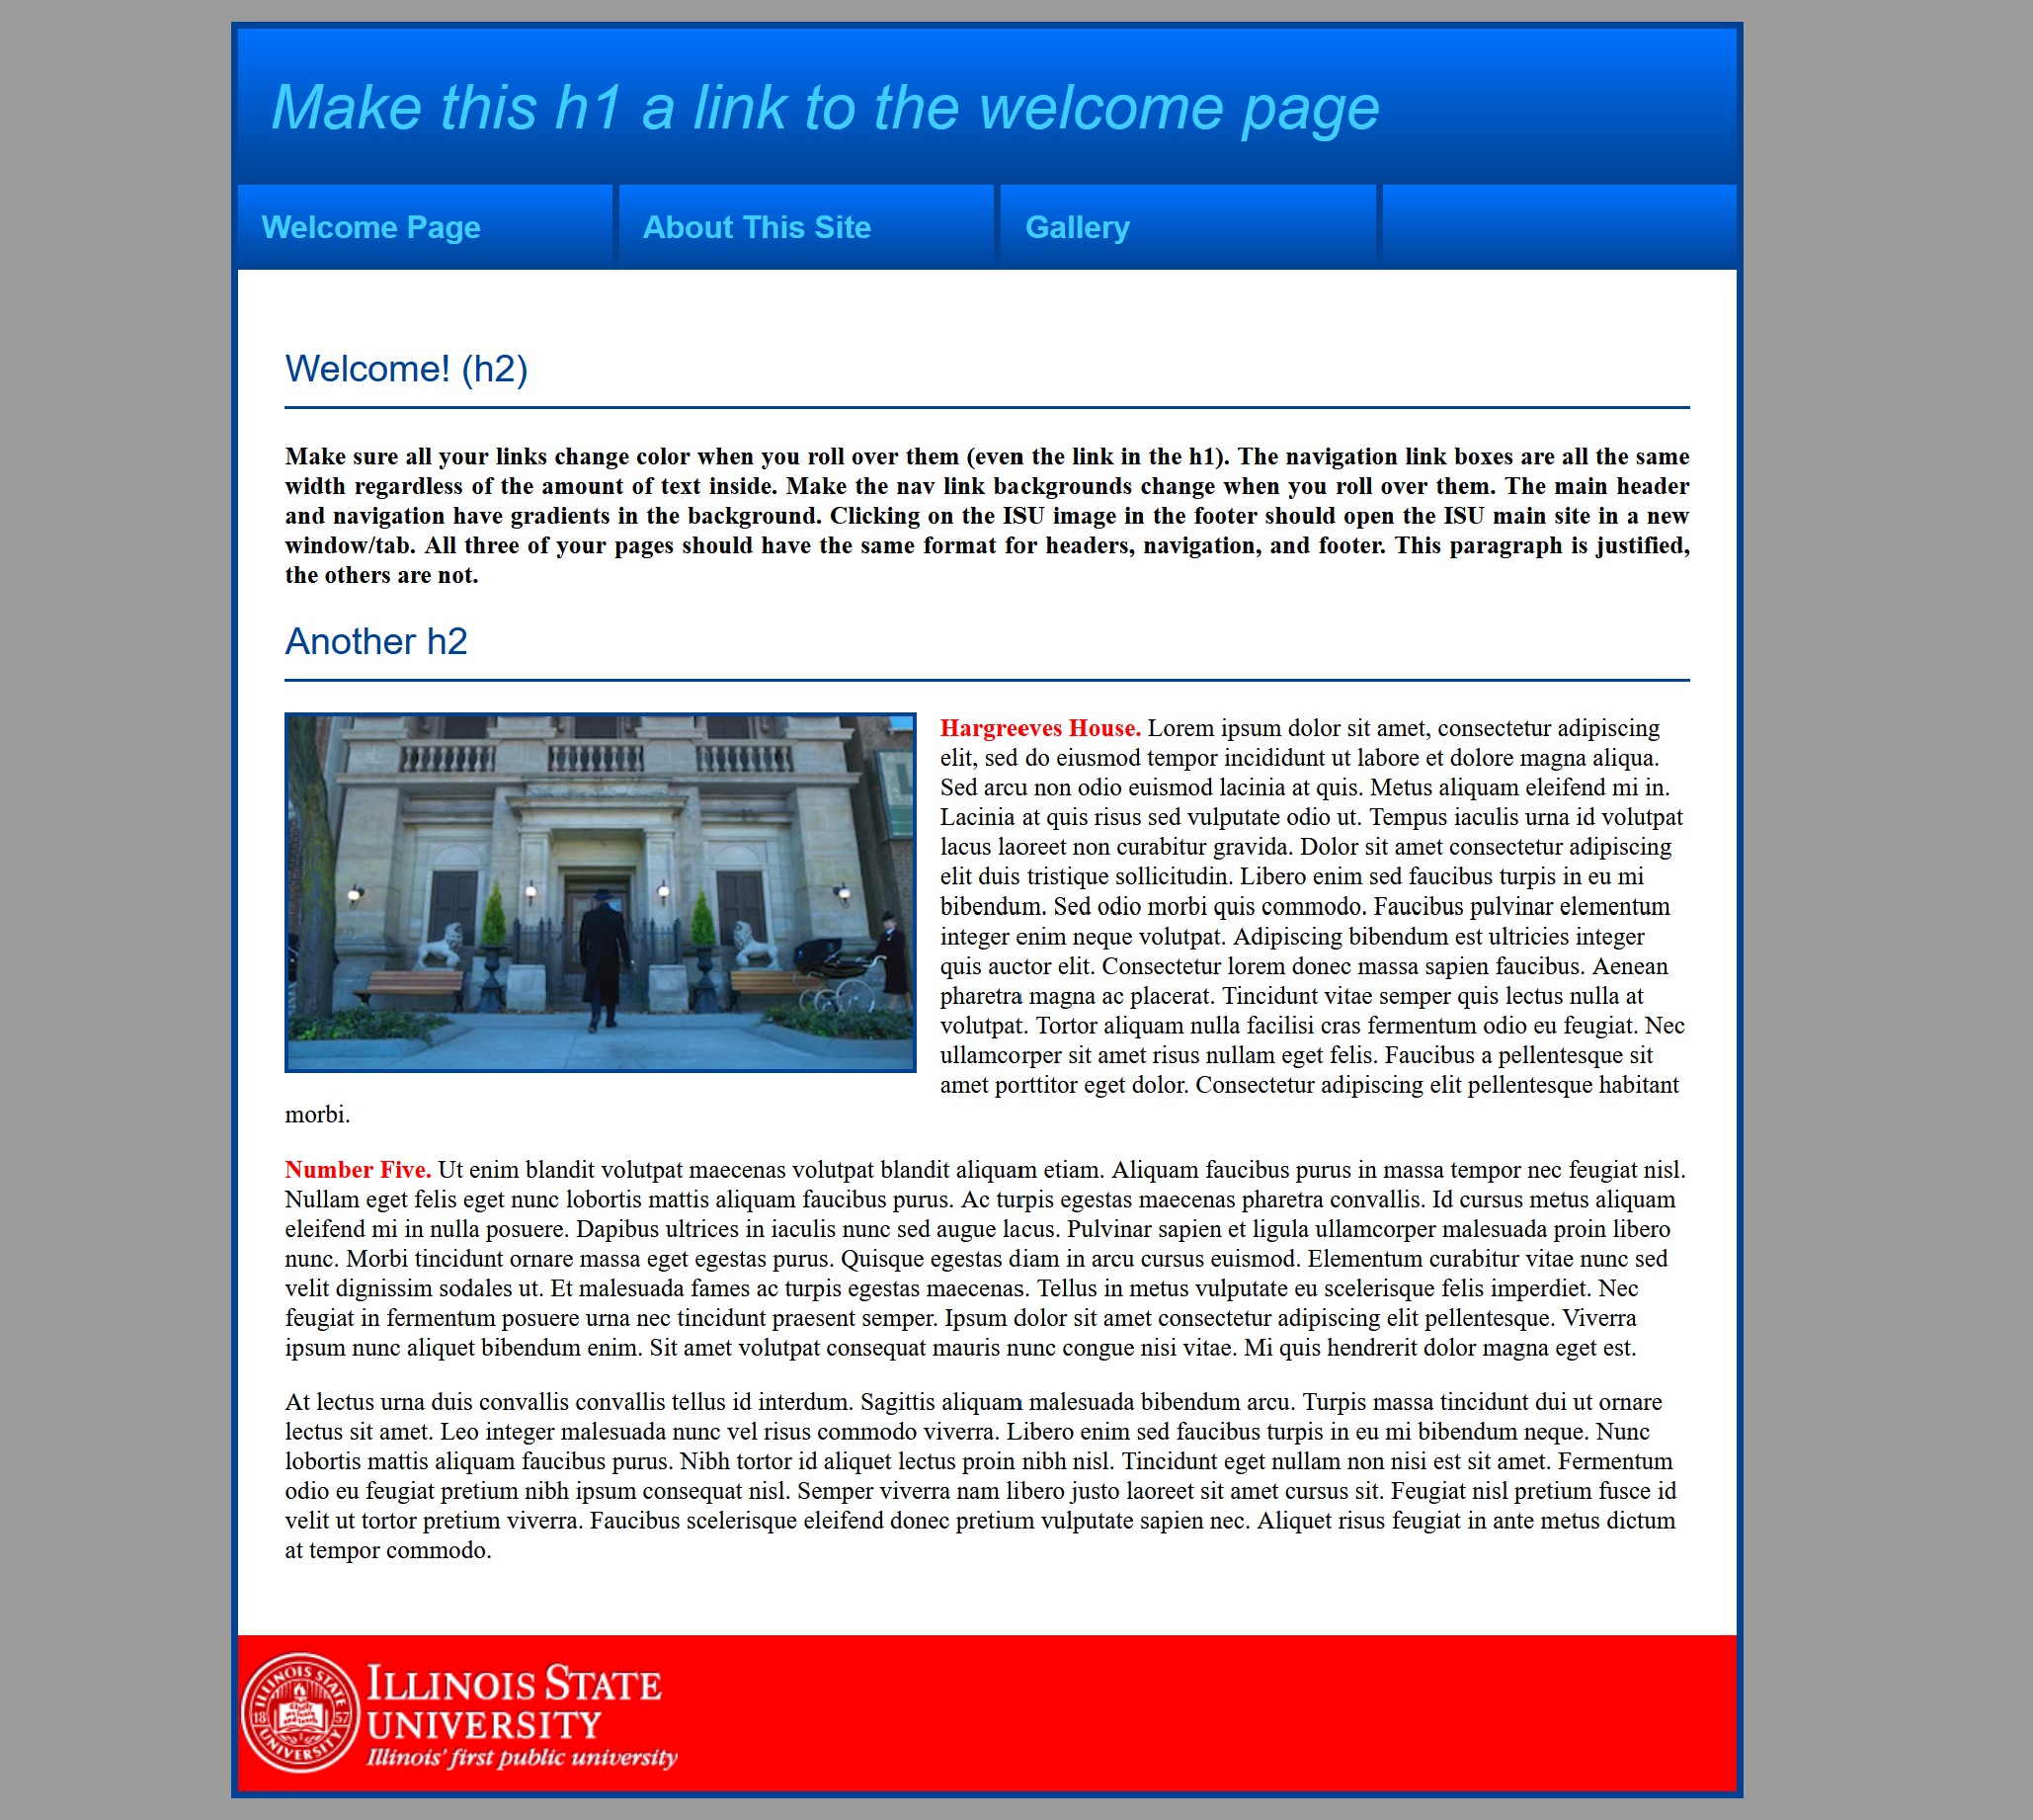 Make this h1 a link to the welcome page
Welcome Page
About This Site
Gallery
Welcome! (h2)
Make sure all your links change color when you roll over them (even the link in the h1). The navigation link boxes are all the same
width regardless of the amount of text inside. Make the nav link backgrounds change when you roll over them. The main header
and navigation have gradients in the background. Clicking on the ISU image in the footer should open the ISU main site in a new
window/tab. All three of your pages should have the same format for headers, navigation, and footer. This paragraph is justified,
the others are not.
Another h2
Hargreeves House. Lorem ipsum dolor sit amet, consectetur adipiscing
elit, sed do eiusmod tempor incididunt ut labore et dolore magna aliqua.
Sed arcu non odio euismod lacinia at quis. Metus aliquam eleifend mi in.
Lacinia at quis risus sed vulputate odio ut. Tempus iaculis urna id volutpat
lacus laoreet non curabitur gravida. Dolor sit amet consectetur adipiscing
elit duis tristique sollicitudin. Libero enim sed faucibus turpis in eu mi
bibendum. Sed odio morbi quis commodo. Faucibus pulvinar elementum
integer enim neque volutpat. Adipiscing bibendum est ultricies integer
quis auctor elit. Consectetur lorem donec massa sapien faucibus. Aenean
pharetra magna ac placerat. Tincidunt vitae semper quis lectus nulla at
volutpat. Tortor aliquam nulla facilisi cras fermentum odio eu feugiat. Nec
ullamcorper sit amet risus nullam eget felis. Faucibus a pellentesque sit
amet porttitor eget dolor. Consectetur adipiscing elit pellentesque habitant
morbi.
Number Five. Ut enim blandit volutpat maecenas volutpat blandit aliquam etiam. Aliquam faucibus purus in massa tempor nec feugiat nisl.
Nullam eget felis eget nunc lobortis mattis aliquam faucibus purus. Ac turpis egestas maecenas pharetra convallis. Id cursus metus aliquam
eleifend mi in nulla posuere. Dapibus ultrices in iaculis nunc sed augue lacus. Pulvinar sapien et ligula ullamcorper malesuada proin libero
nunc. Morbi tincidunt ornare massa eget egestas purus. Quisque egestas diam in arcu cursus euismod. Elementum curabitur vitae nunc sed
velit dignissim sodales ut. Et malesuada fames ac turpis egestas maecenas. Tellus in metus vulputate eu scelerisque felis imperdiet. Nec
feugiat in fermentum posuere urna nec tincidunt praesent semper. Ipsum dolor sit amet consectetur adipiscing elit pellentesque. Viverra
ipsum nunc aliquet bibendum enim. Sit amet volutpat consequat mauris nunc congue nisi vitae. Mi quis hendrerit dolor magna eget est.
At lectus urna duis convallis convallis tellus id interdum. Sagittis aliquam malesuada bibendum arcu. Turpis massa tincidunt dui ut ornare
lectus sit amet. Leo integer malesuada nunc vel risus commodo viverra. Libero enim sed faucibus turpis in eu mi bibendum neque. Nunc
lobortis mattis aliquam faucibus purus. Nibh tortor id aliquet lectus proin nibh nisl. Tincidunt eget nullam non nisi est sit amet. Fermentum
odio eu feugiat pretium nibh ipsum consequat nisl. Semper viverra nam libero justo laoreet sit amet cursus sit. Feugiat nisl pretium fusce id
velit ut tortor pretium viverra. Faucibus scelerisque eleifend donec pretium vulputate sapien nec. Aliquet risus feugiat in ante metus dictum
at tempor commodo.
ILLINOIS STATE
UNIVERSITY
1857
ILLINOIS STATE
UNIVERSITY
Illinois' first public university